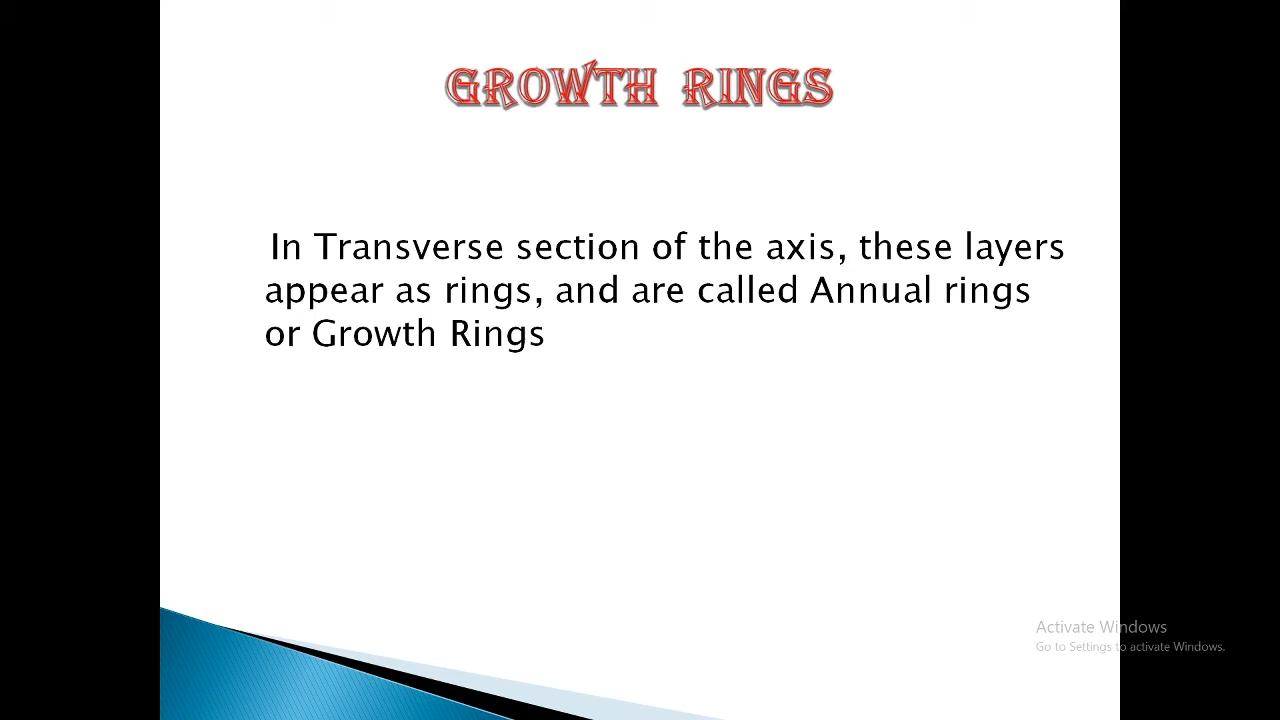 GROWTH RINGS
In Transverse section of the axis, these layers
appear as rings, and are called Annual rings
or Growth Rings
Activate Windows
Go to Settings to activate Windows.